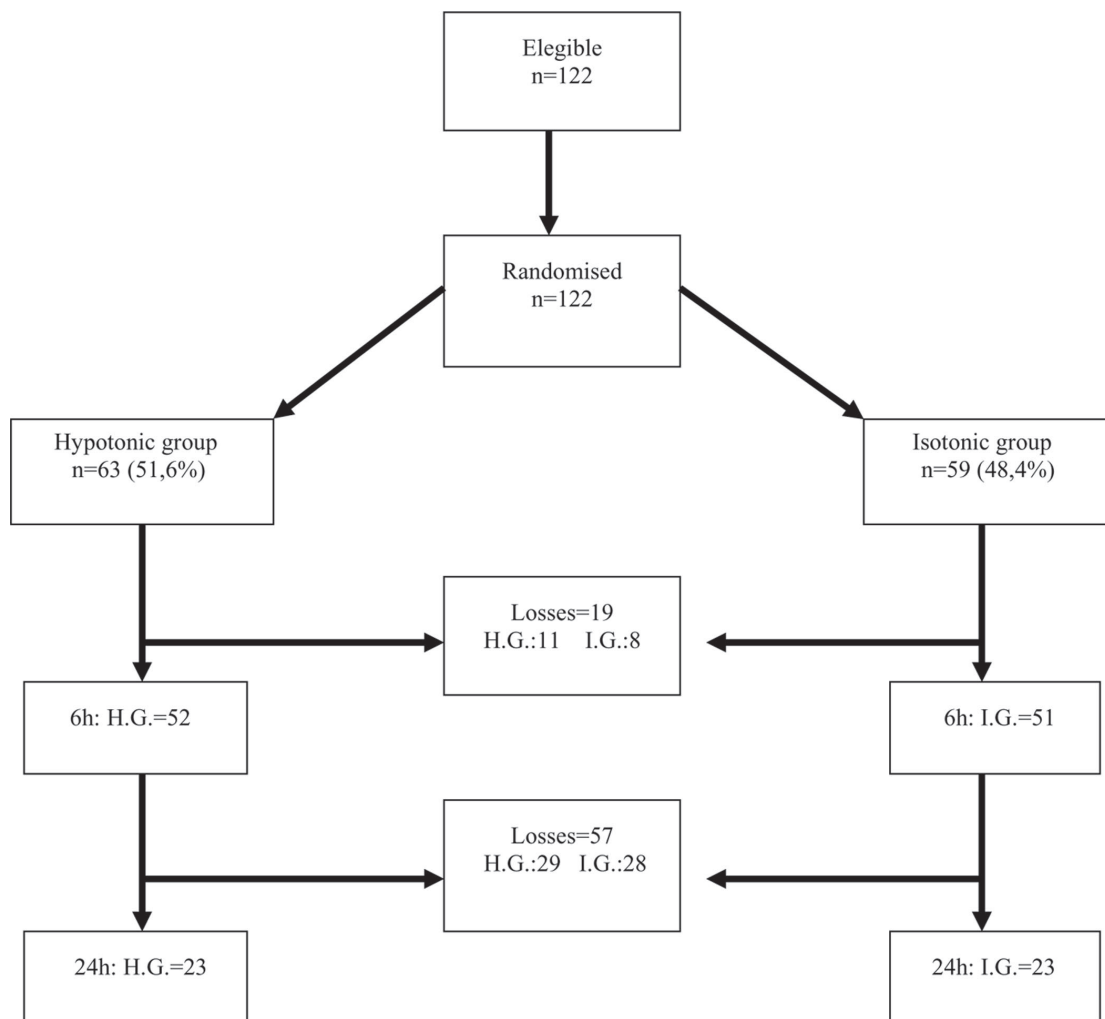 Elegible
n=122
Randomised
n=122
Hypotonic group
n=63 (51,6%)
Isotonic group
n=59 (48,4%)
Losses=19
H.G.:11 I.G.:8
6h: H.G.=52
6h: I.G.=51
Losses=57
H.G.:29 I.G.:28
24h: H.G.=23
24h: I.G.=23